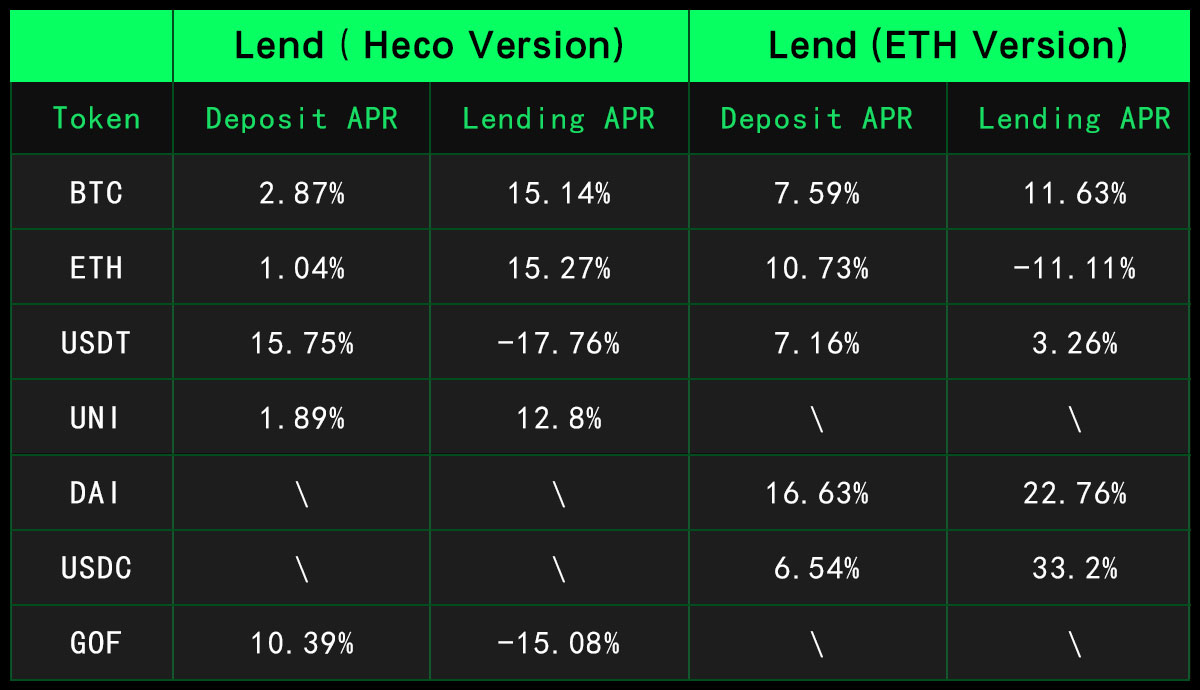 Lend ( Heco Version) Lend (ETH Version)
Token Deposit APR Lending APR Deposit APR Lending APR
BTC 2.87% 15.14% 7.59% 11.63%
ETH 1.04% 15.27% 10.73% -11.11%
USDT 15.75% -17.76% 7.16% 3.26%
UNI 1.89% 12.8% \ \
DAI \ \ 16.63% 22.76%
USDC \ \ 6.54% 33.2%
GOF 10.39% -15.08% \ \